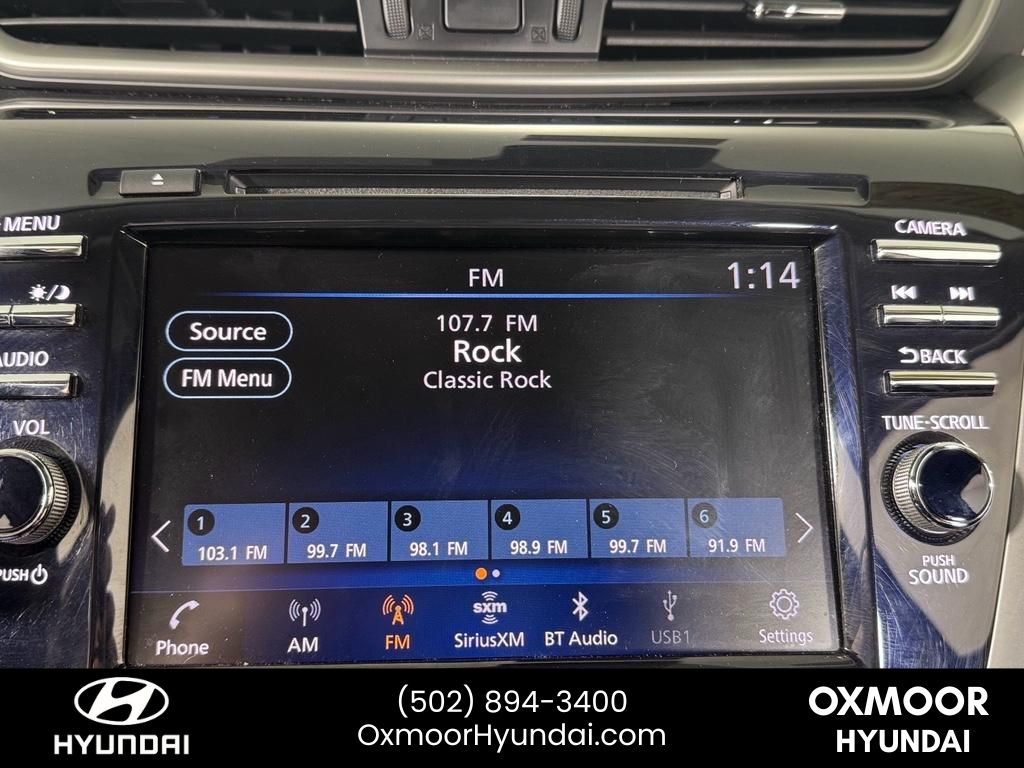 MENU
CAMERA
FM
1:14
Source
107.7 FM
Rock
FM Menu
Classic Rock
AUDIO
BACK
VOL
TUNE-SCROLL
1
2
3
4
5
6
103.1 FM
99.7 FM
98.1 FM
98.9 FM
99.7 FM
91.9 FM
PUSH
PUSH
SOUND
sxm
Phone
AM
FM
SiriusXM
BT Audio
USB1
Settings
HYUNDAI
(502) 894-3400
OxmoorHyundai.com
OXMOOR
HYUNDAI